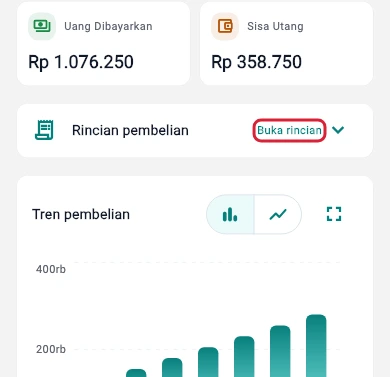 Uang Dibayarkan
Sisa Utang
Rp 1.076.250
Rp 358.750
Rincian pembelian
Buka rincian
Tren pembelian
400rb
200rb